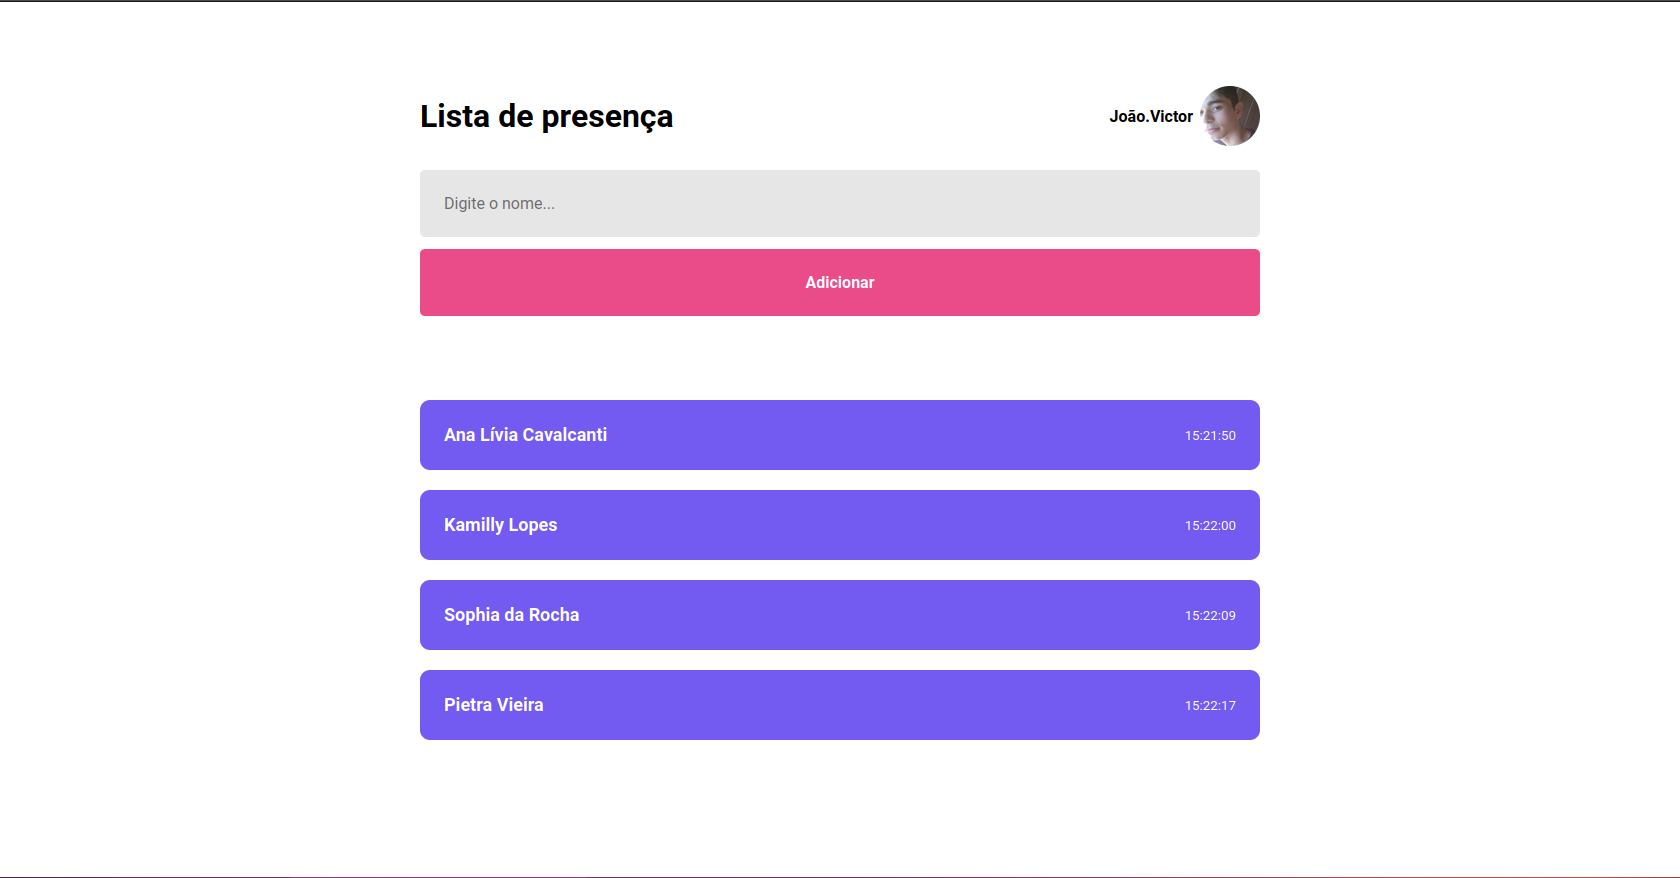 Lista de presença
João.Victor
Digite o nome...
Adicionar
Ana Lívia Cavalcanti 15:21:50
Kamilly Lopes 15:22:00
Sophia da Rocha 15:22:09
Pietra Vieira 15:22:17